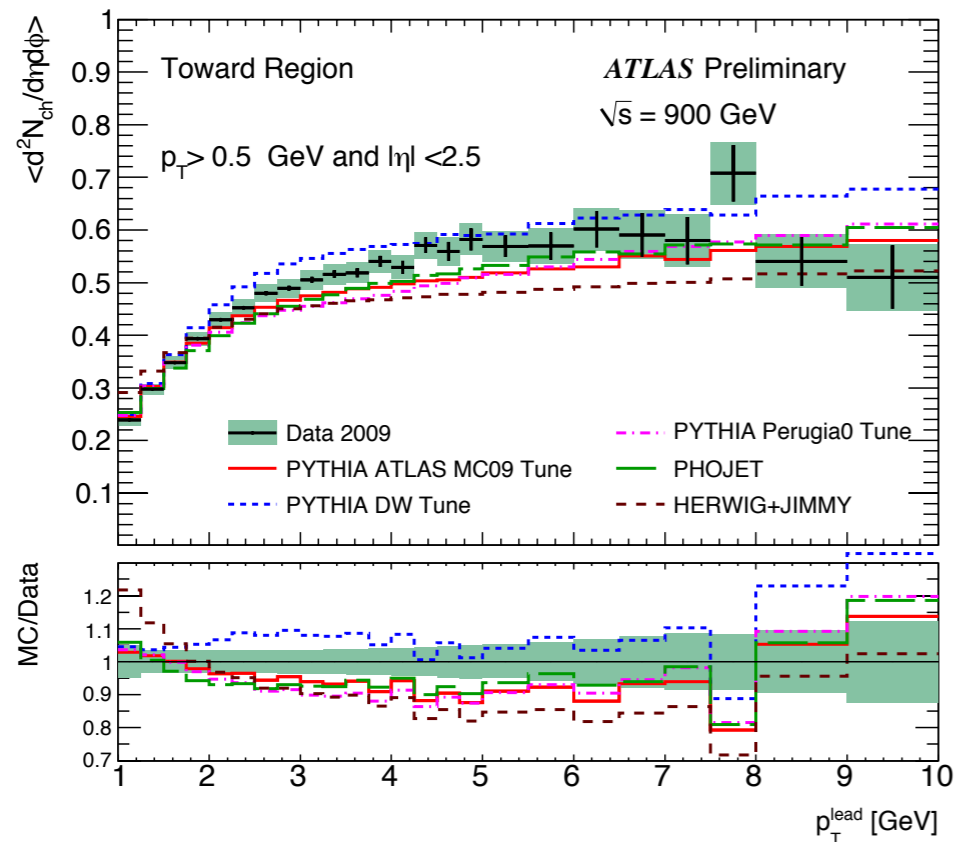 <d²N_ch/dηdϕ>
1
0.9
0.8
0.7
0.6
0.5
0.4
0.3
0.2
0.1
Toward Region
ATLAS Preliminary
√s = 900 GeV
p_T > 0.5 GeV and |η| <2.5
Data 2009
PYTHIA ATLAS MC09 Tune
PYTHIA DW Tune
PYTHIA Perugia0 Tune
PHOJET
HERWIG+JIMMY
MC/Data
1.2
1.1
1
0.9
0.8
0.7
1 2 3 4 5 6 7 8 9 10
p_T^lead [GeV]